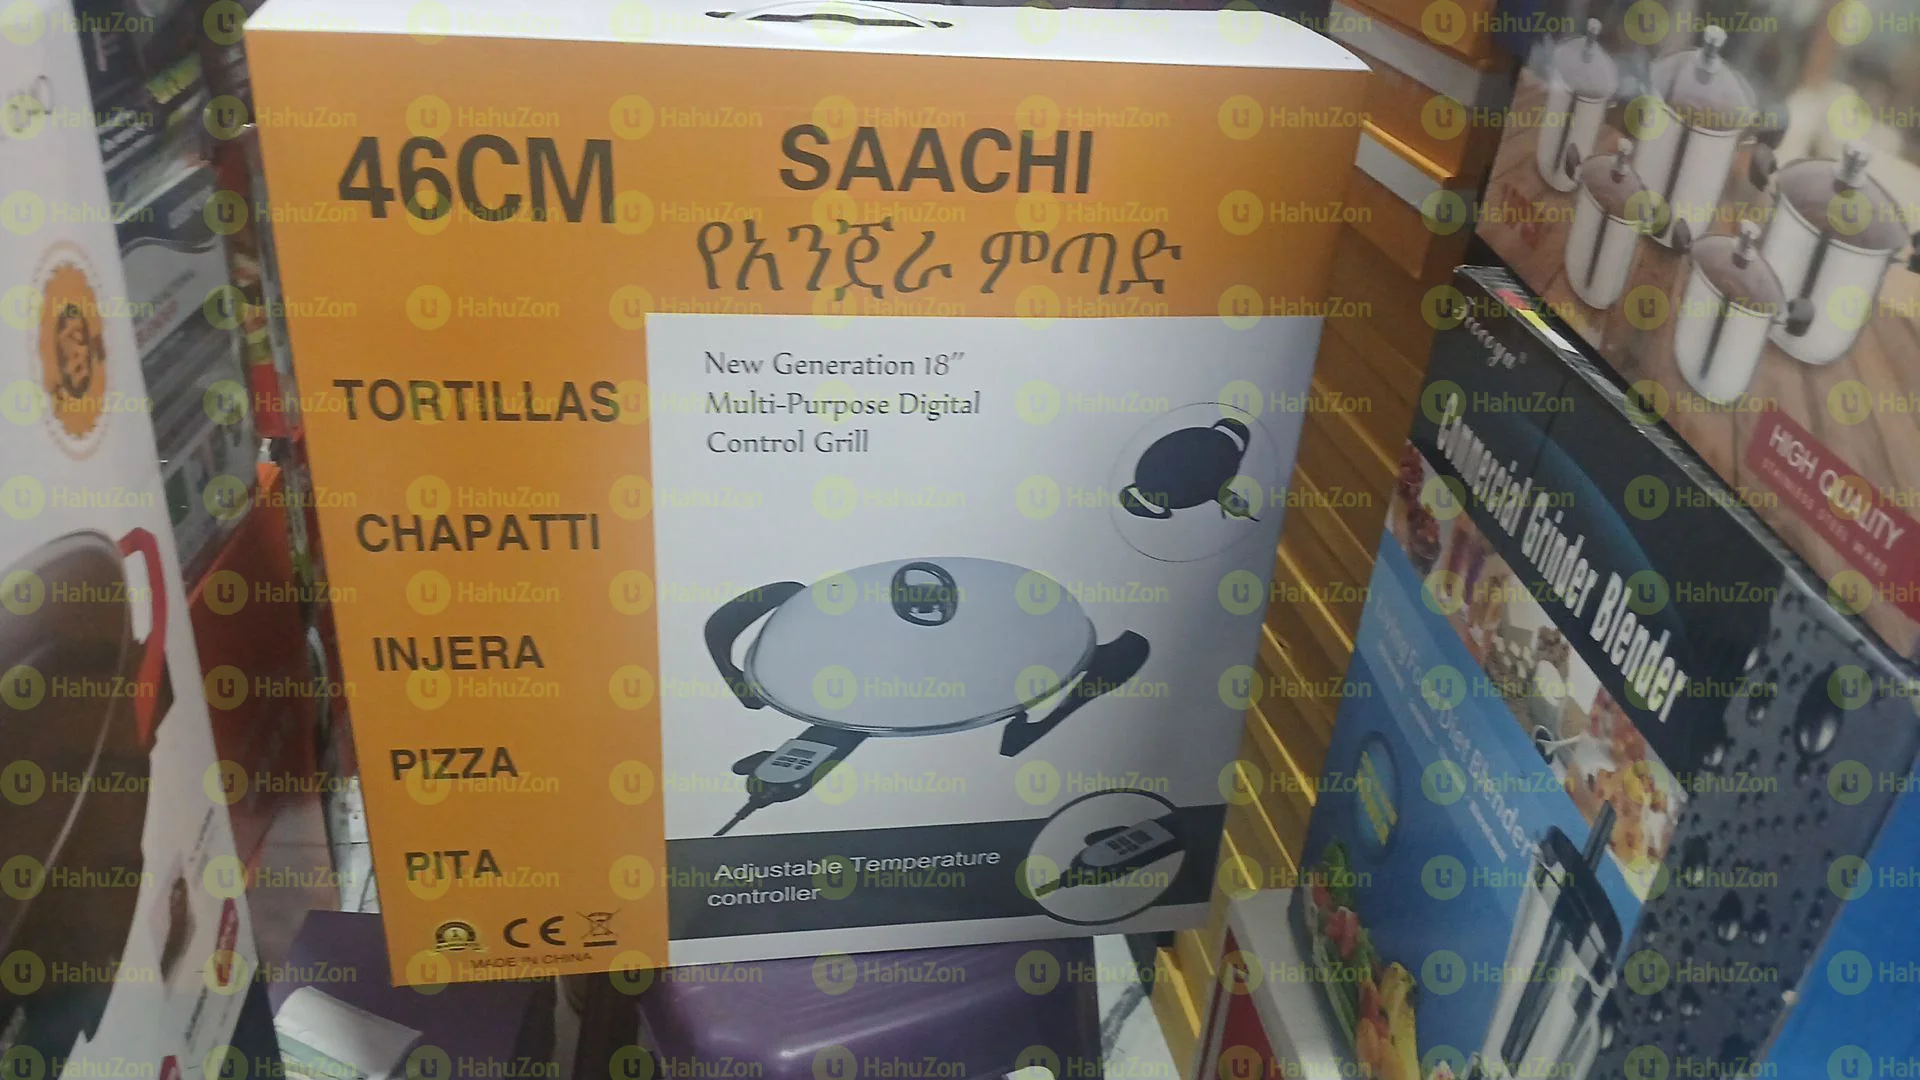 46CM
SAACHI
የእንጀራ ምጣድ
New Generation 18"
Multi-Purpose Digital
Control Grill
TORTILLAS
CHAPATTI
INJERA
PIZZA
PITA
CE
MADE IN CHINA
Adjustable Temperature
controller
Commercial Grinder Blender
HIGH QUALITY
HahuZon